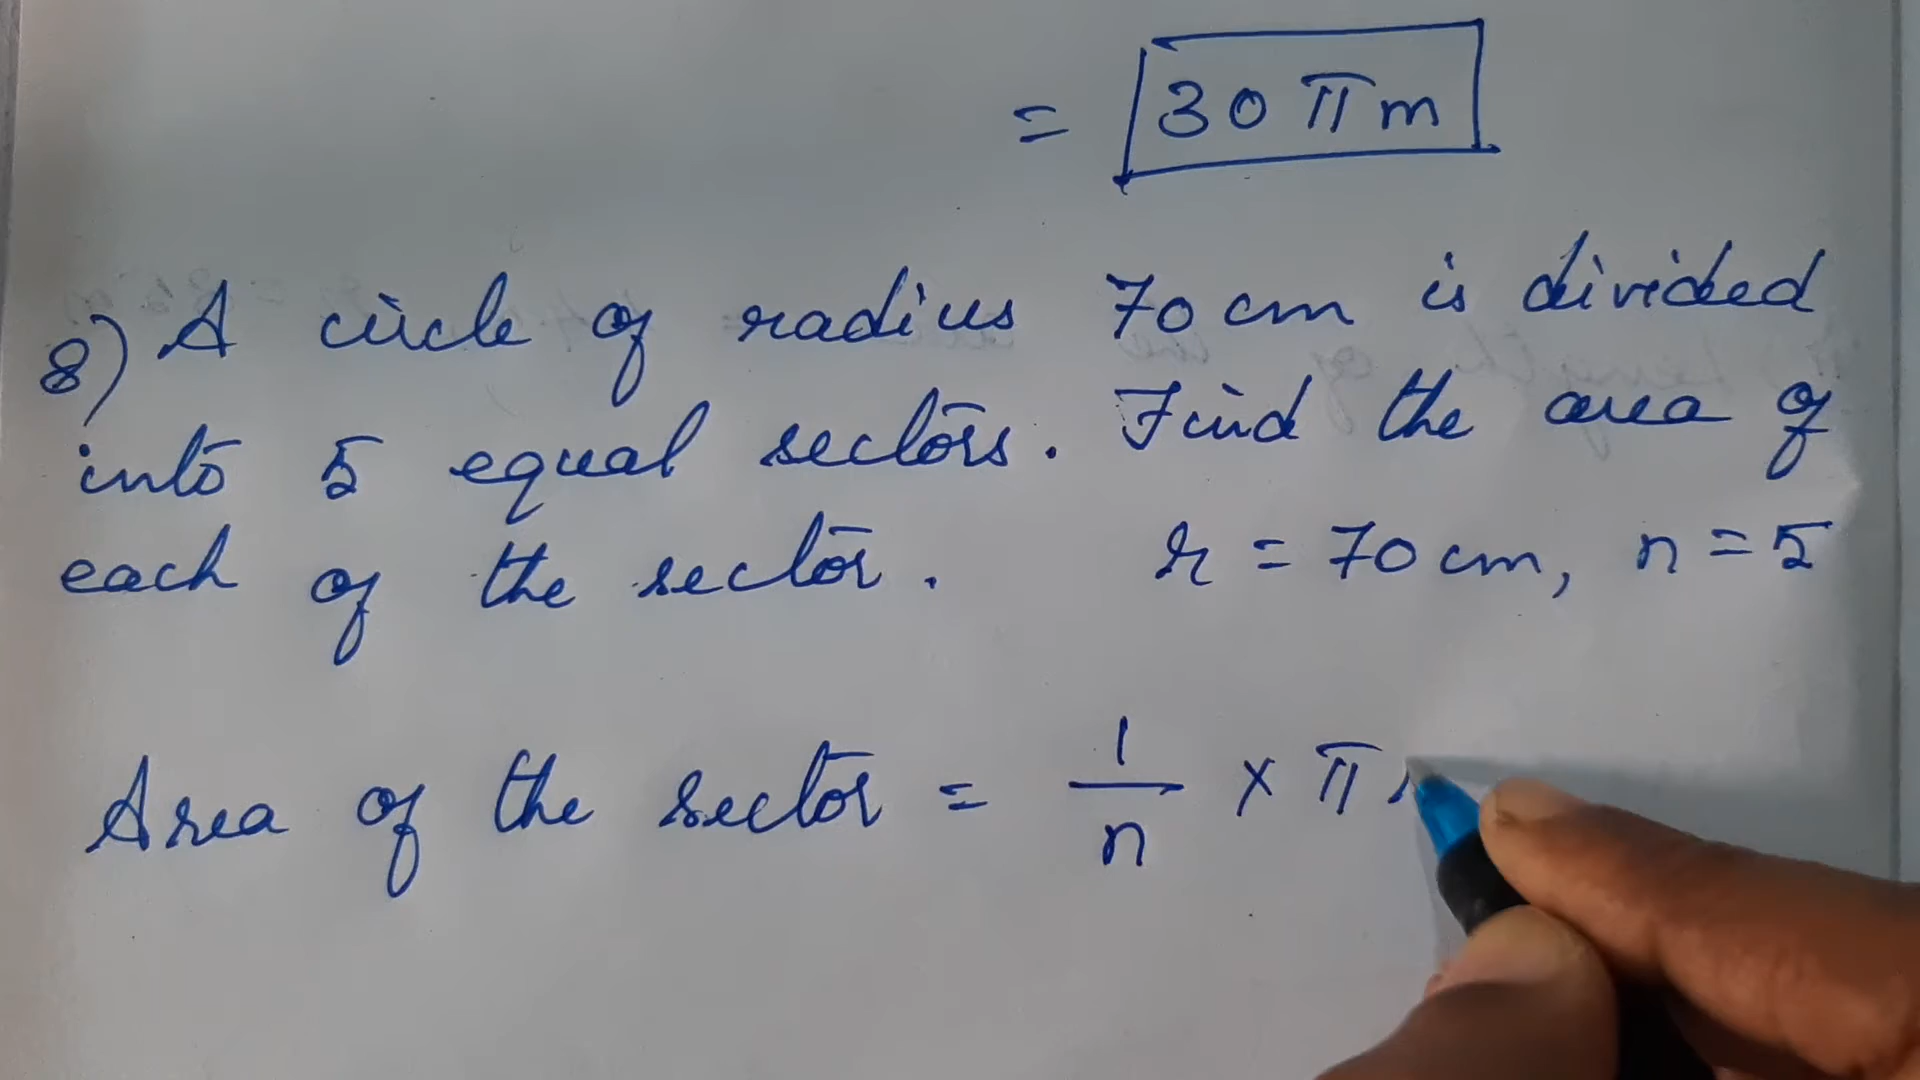 = 30 π m
8) A circle of radius 70 cm is divided
into 5 equal sectors. Find the area of
each of the sector. r = 70 cm, n = 5
Area of the sector = 1/n × π